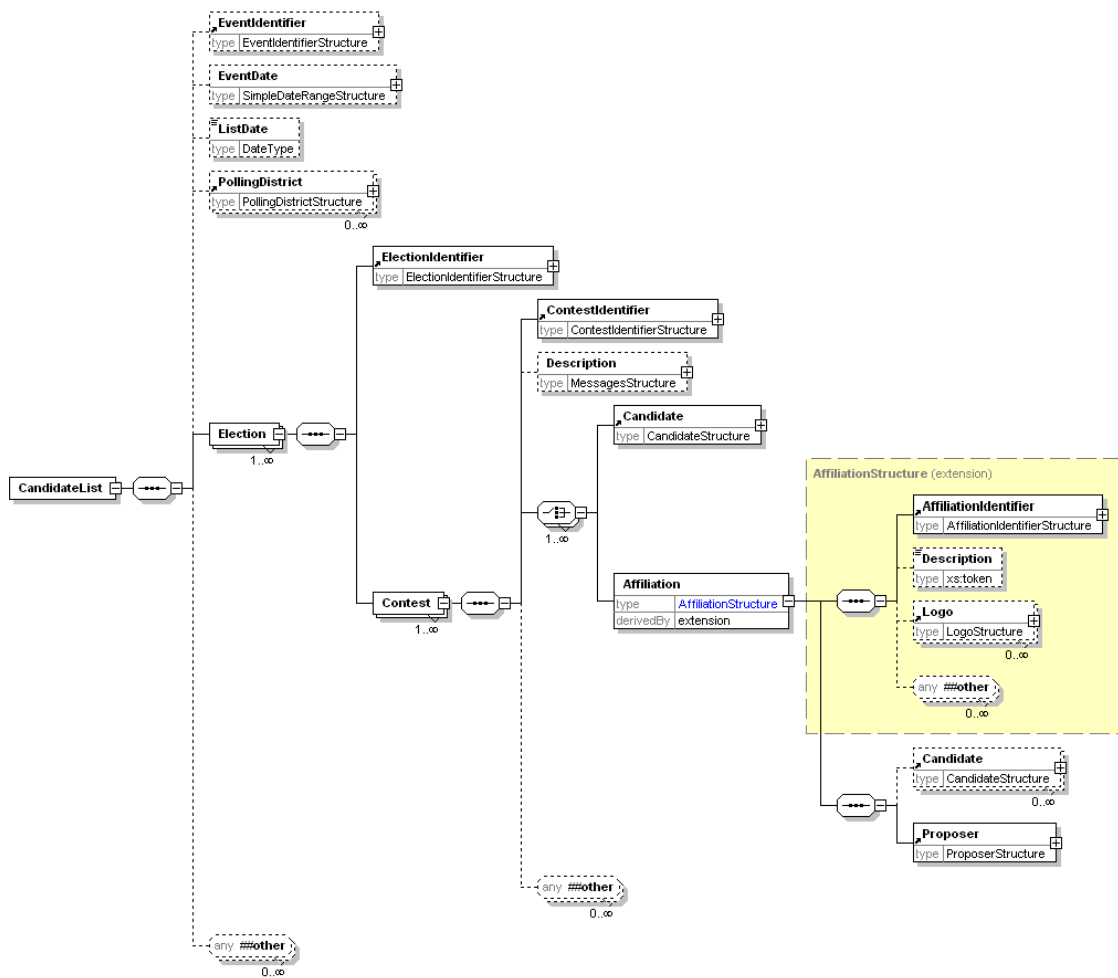 EventIdentifier
type EventIdentifierStructure
EventDate
type SimpleDateRangeStructure
ListDate
type DateType
PollingDistrict
type PollingDistrictStructure
0..∞
ElectionIdentifier
type ElectionIdentifierStructure
ContestIdentifier
type ContestIdentifierStructure
Description
type MessagesStructure
Candidate
type CandidateStructure
Election
1..∞
AffiliationStructure (extension)
CandidateList
AffiliationIdentifier
type AffiliationIdentifierStructure
1..∞
Description
type xs:token
Affiliation
type AffiliationStructure
derivedBy extension
Contest
1..∞
Logo
type LogoStructure
0..∞
any ##other
0..∞
Candidate
type CandidateStructure
0..∞
Proposer
type ProposerStructure
any ##other
0..∞
any ##other
0..∞